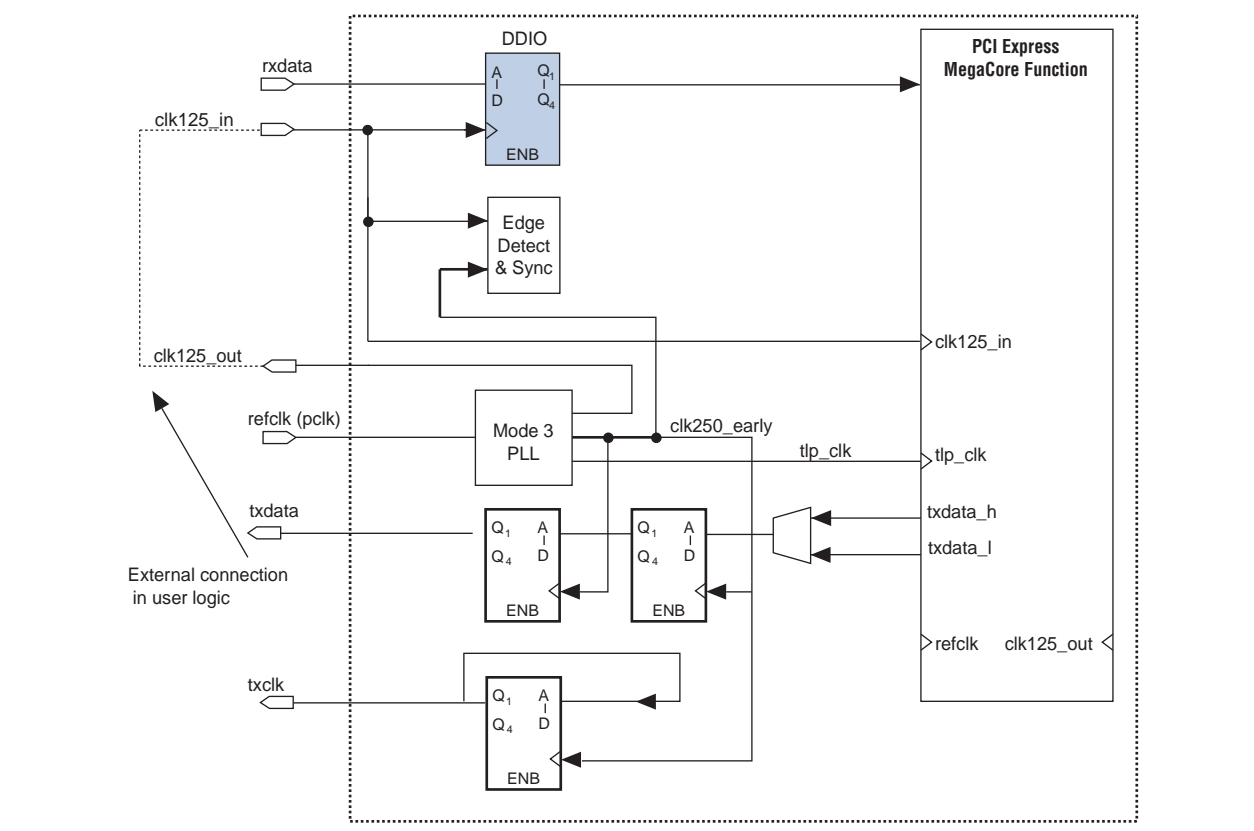 DDIO
PCI Express
MegaCore Function
rxdata
A
D
Q1
Q4
ENB
clk125_in
Edge
Detect
& Sync
clk125_in
clk125_out
refclk (pclk)
Mode 3
PLL
clk250_early
tlp_clk
tlp_clk
txdata
Q1
Q4
A
D
ENB
Q1
Q4
A
D
ENB
txdata_h
txdata_l
External connection
in user logic
refclk
clk125_out
txclk
Q1
Q4
A
D
ENB